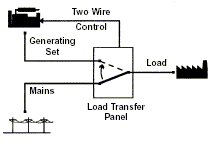 Two Wire
Control
Generating
Set
Load
Mains
Load Transfer
Panel